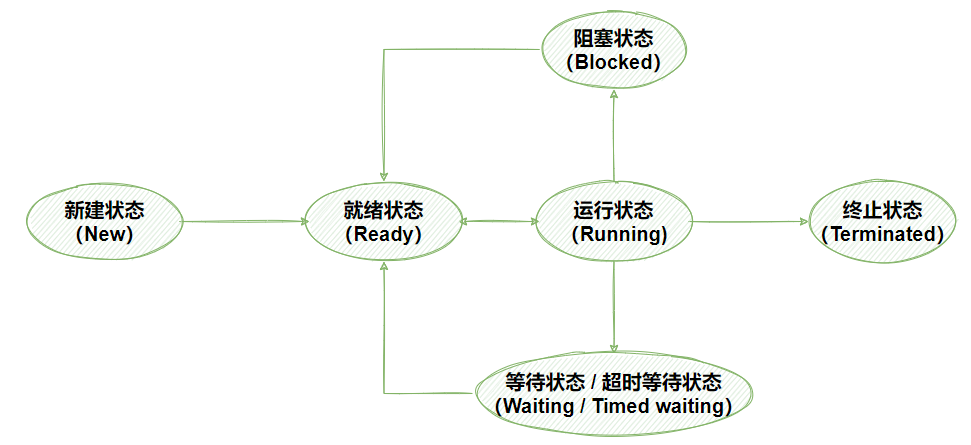 阻塞状态
（Blocked）
新建状态
（New）
就绪状态
（Ready）
运行状态
（Running)
终止状态
（Terminated）
等待状态 / 超时等待状态
（Waiting / Timed waiting）